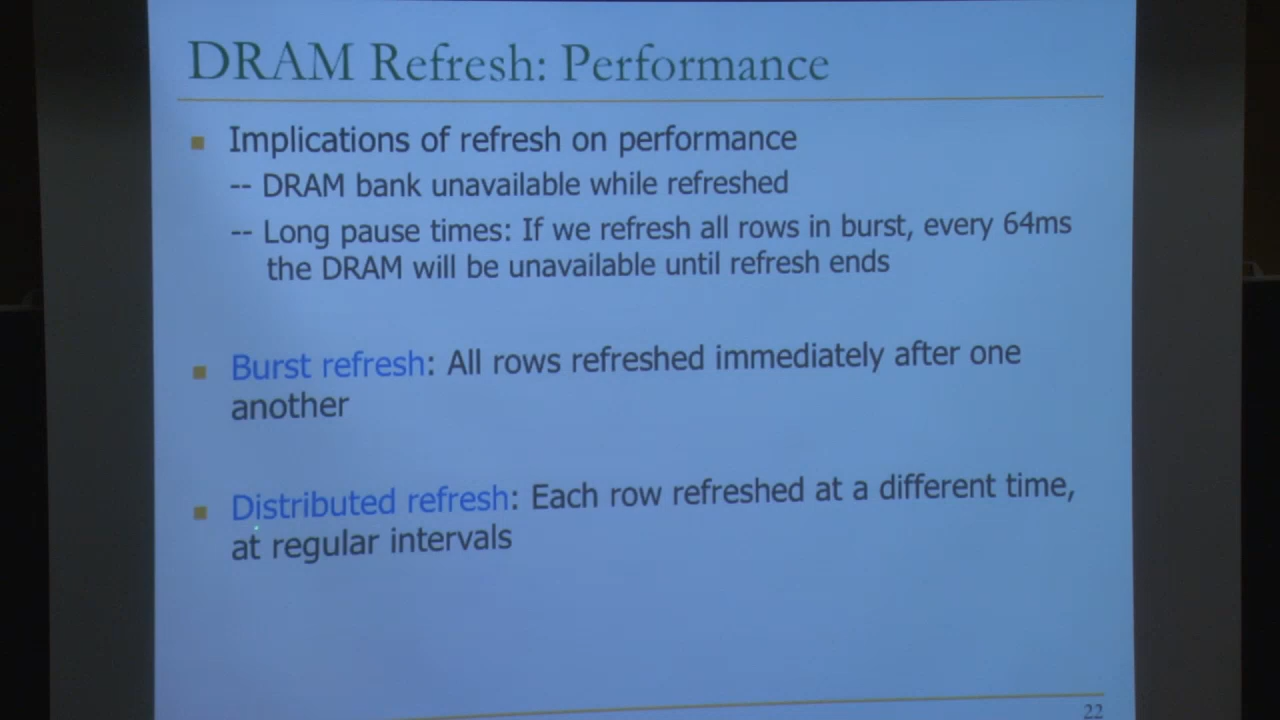 DRAM Refresh: Performance
Implications of refresh on performance
-- DRAM bank unavailable while refreshed
-- Long pause times: If we refresh all rows in burst, every 64ms
the DRAM will be unavailable until refresh ends
Burst refresh: All rows refreshed immediately after one
another
Distributed refresh: Each row refreshed at a different time,
at regular intervals
22